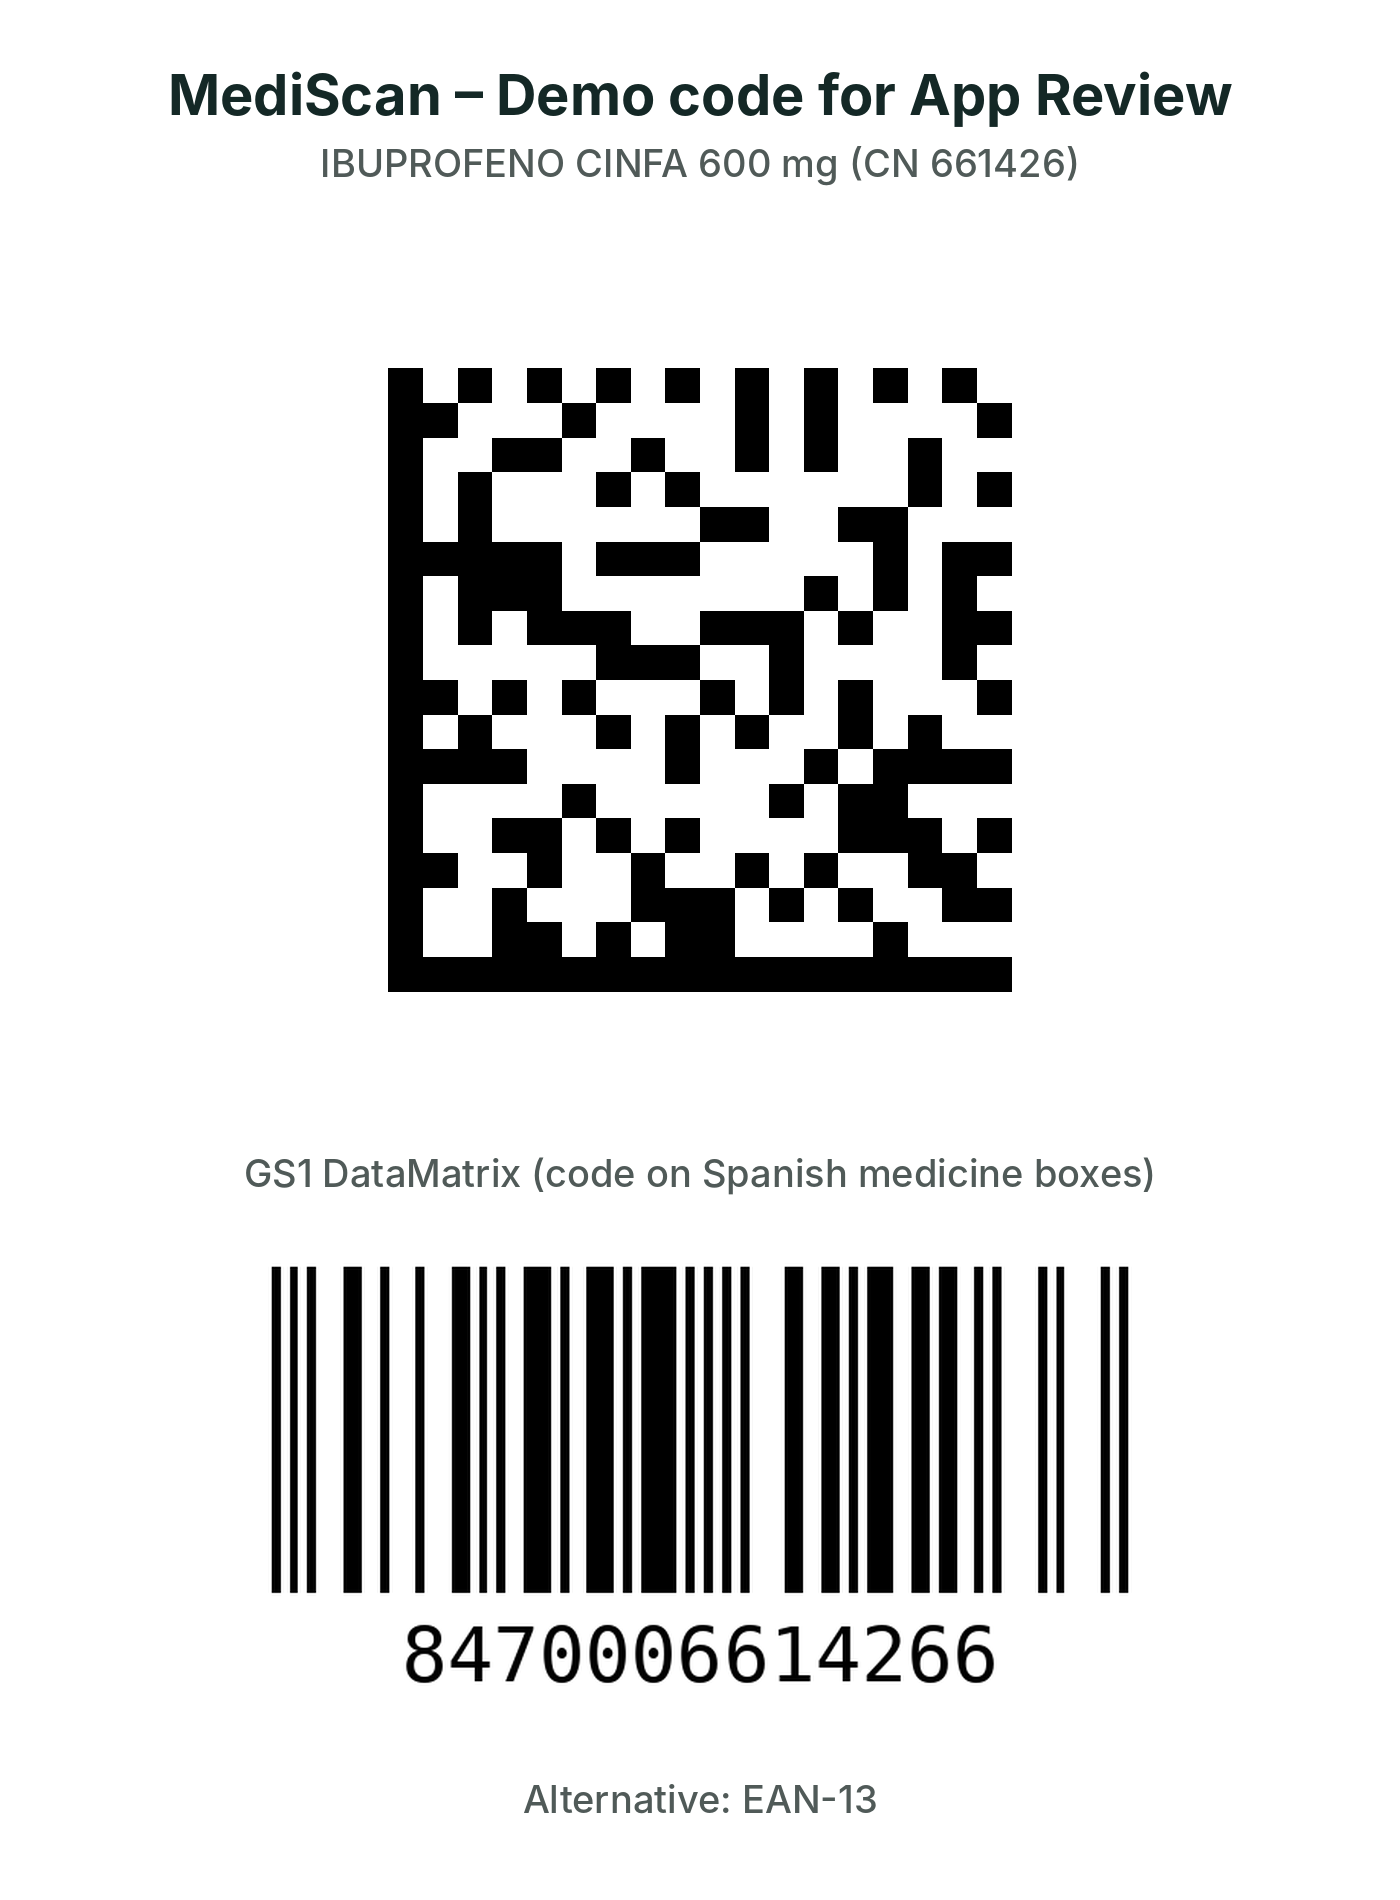 MediScan – Demo code for App Review
IBUPROFENO CINFA 600 mg (CN 661426)
GS1 DataMatrix (code on Spanish medicine boxes)
8470006614266
Alternative: EAN-13